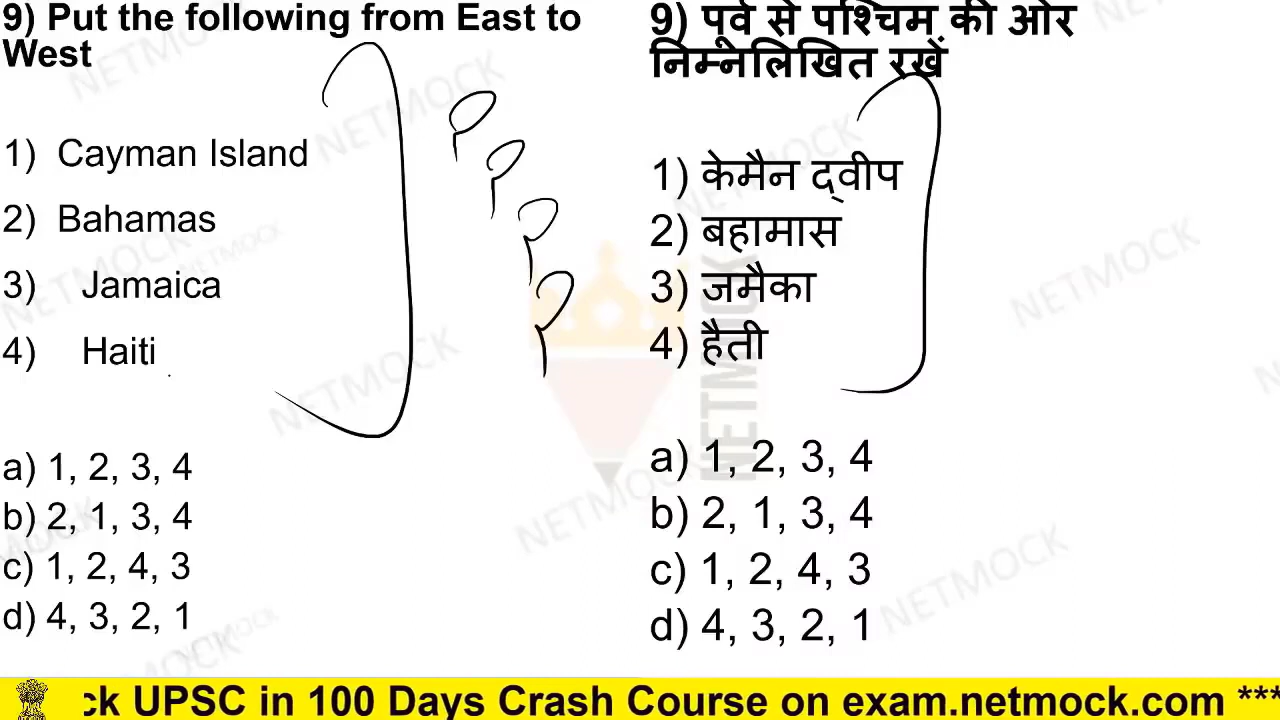 9) Put the following from East to
West
1) Cayman Island
2) Bahamas
3) Jamaica
4) Haiti
a) 1, 2, 3, 4
b) 2, 1, 3, 4
c) 1, 2, 4, 3
d) 4, 3, 2, 1
9) पूर्व से पश्चिम की ओर
निम्नलिखित रखें
1) केमैन द्वीप
2) बहामास
3) जमैका
4) हैती
a) 1, 2, 3, 4
b) 2, 1, 3, 4
c) 1, 2, 4, 3
d) 4, 3, 2, 1
NETMOCK
ck UPSC in 100 Days Crash Course on exam.netmock.com ***